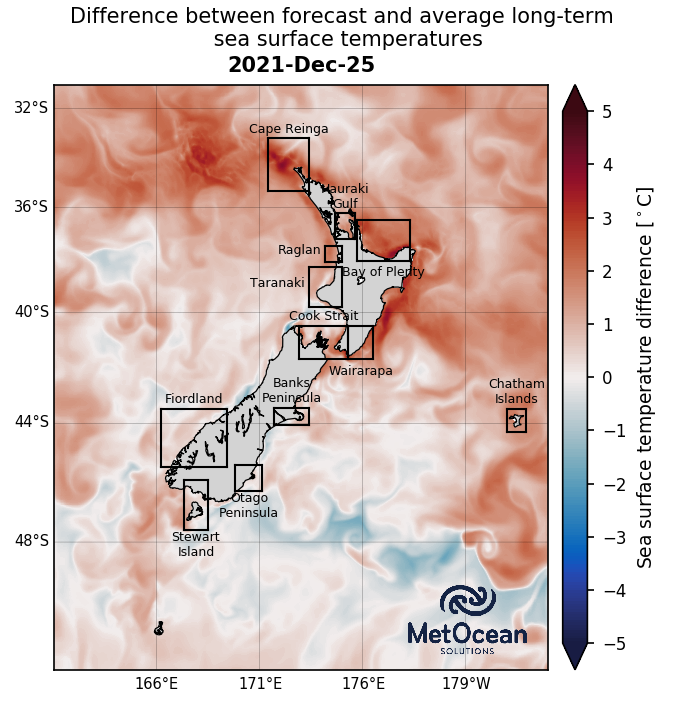 Difference between forecast and average long-term
sea surface temperatures
2021-Dec-25
32°S
36°S
40°S
44°S
48°S
Cape Reinga
Hauraki
Gulf
Raglan
Bay of Plenty
Taranaki
Cook Strait
Wairarapa
Banks
Peninsula
Chatham
Islands
Fiordland
Otago
Peninsula
Stewart
Island
MetOcean
SOLUTIONS
166°E
171°E
176°E
179°W
5
4
3
2
1
0
−1
−2
−3
−4
−5
Sea surface temperature difference [°C]